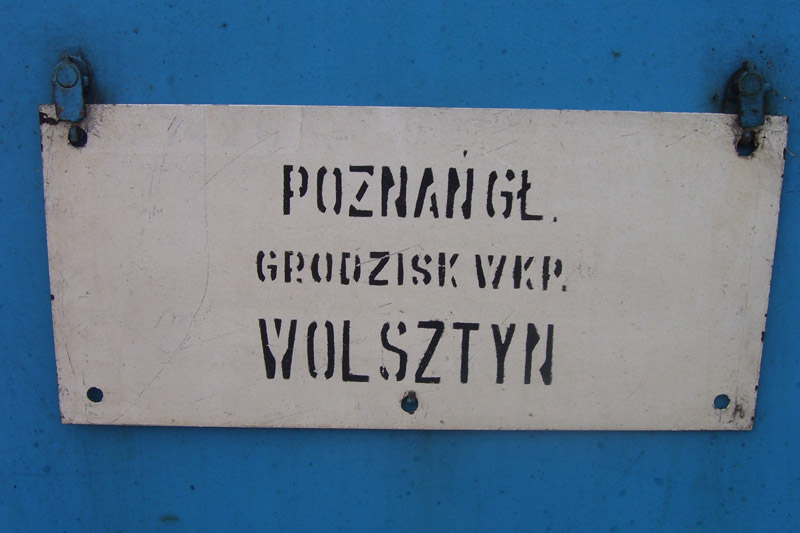 POZNAŃ GŁ.
GRODZISK WKP.
WOLSZTYN